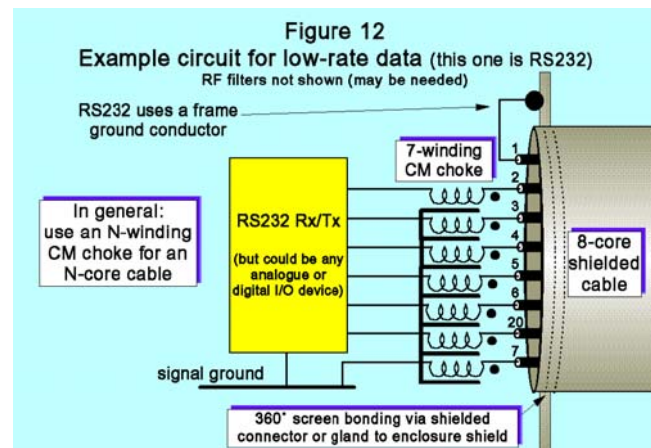 Figure 12
Example circuit for low-rate data (this one is RS232)
RF filters not shown (may be needed)
RS232 uses a frame
ground conductor
7-winding
CM choke
1
2
3
4
5
6
20
7
In general:
use an N-winding
CM choke for an
N-core cable
RS232 Rx/Tx
(but could be any
analogue or
digital I/O device)
8-core
shielded
cable
signal ground
360° screen bonding via shielded
connector or gland to enclosure shield